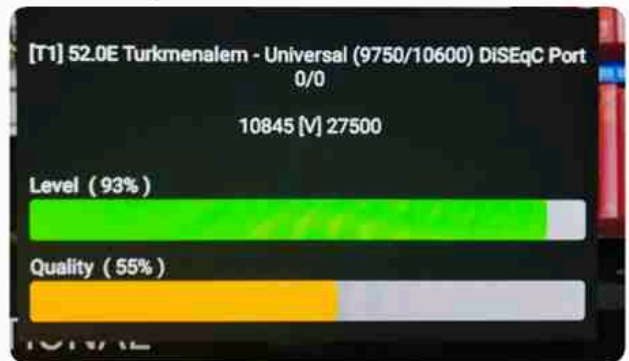 [T1] 52.0E Turkmenalem - Universal (9750/10600) DiSEqC Port
0/0
10845 [V] 27500
Level ( 93% )
Quality ( 55% )